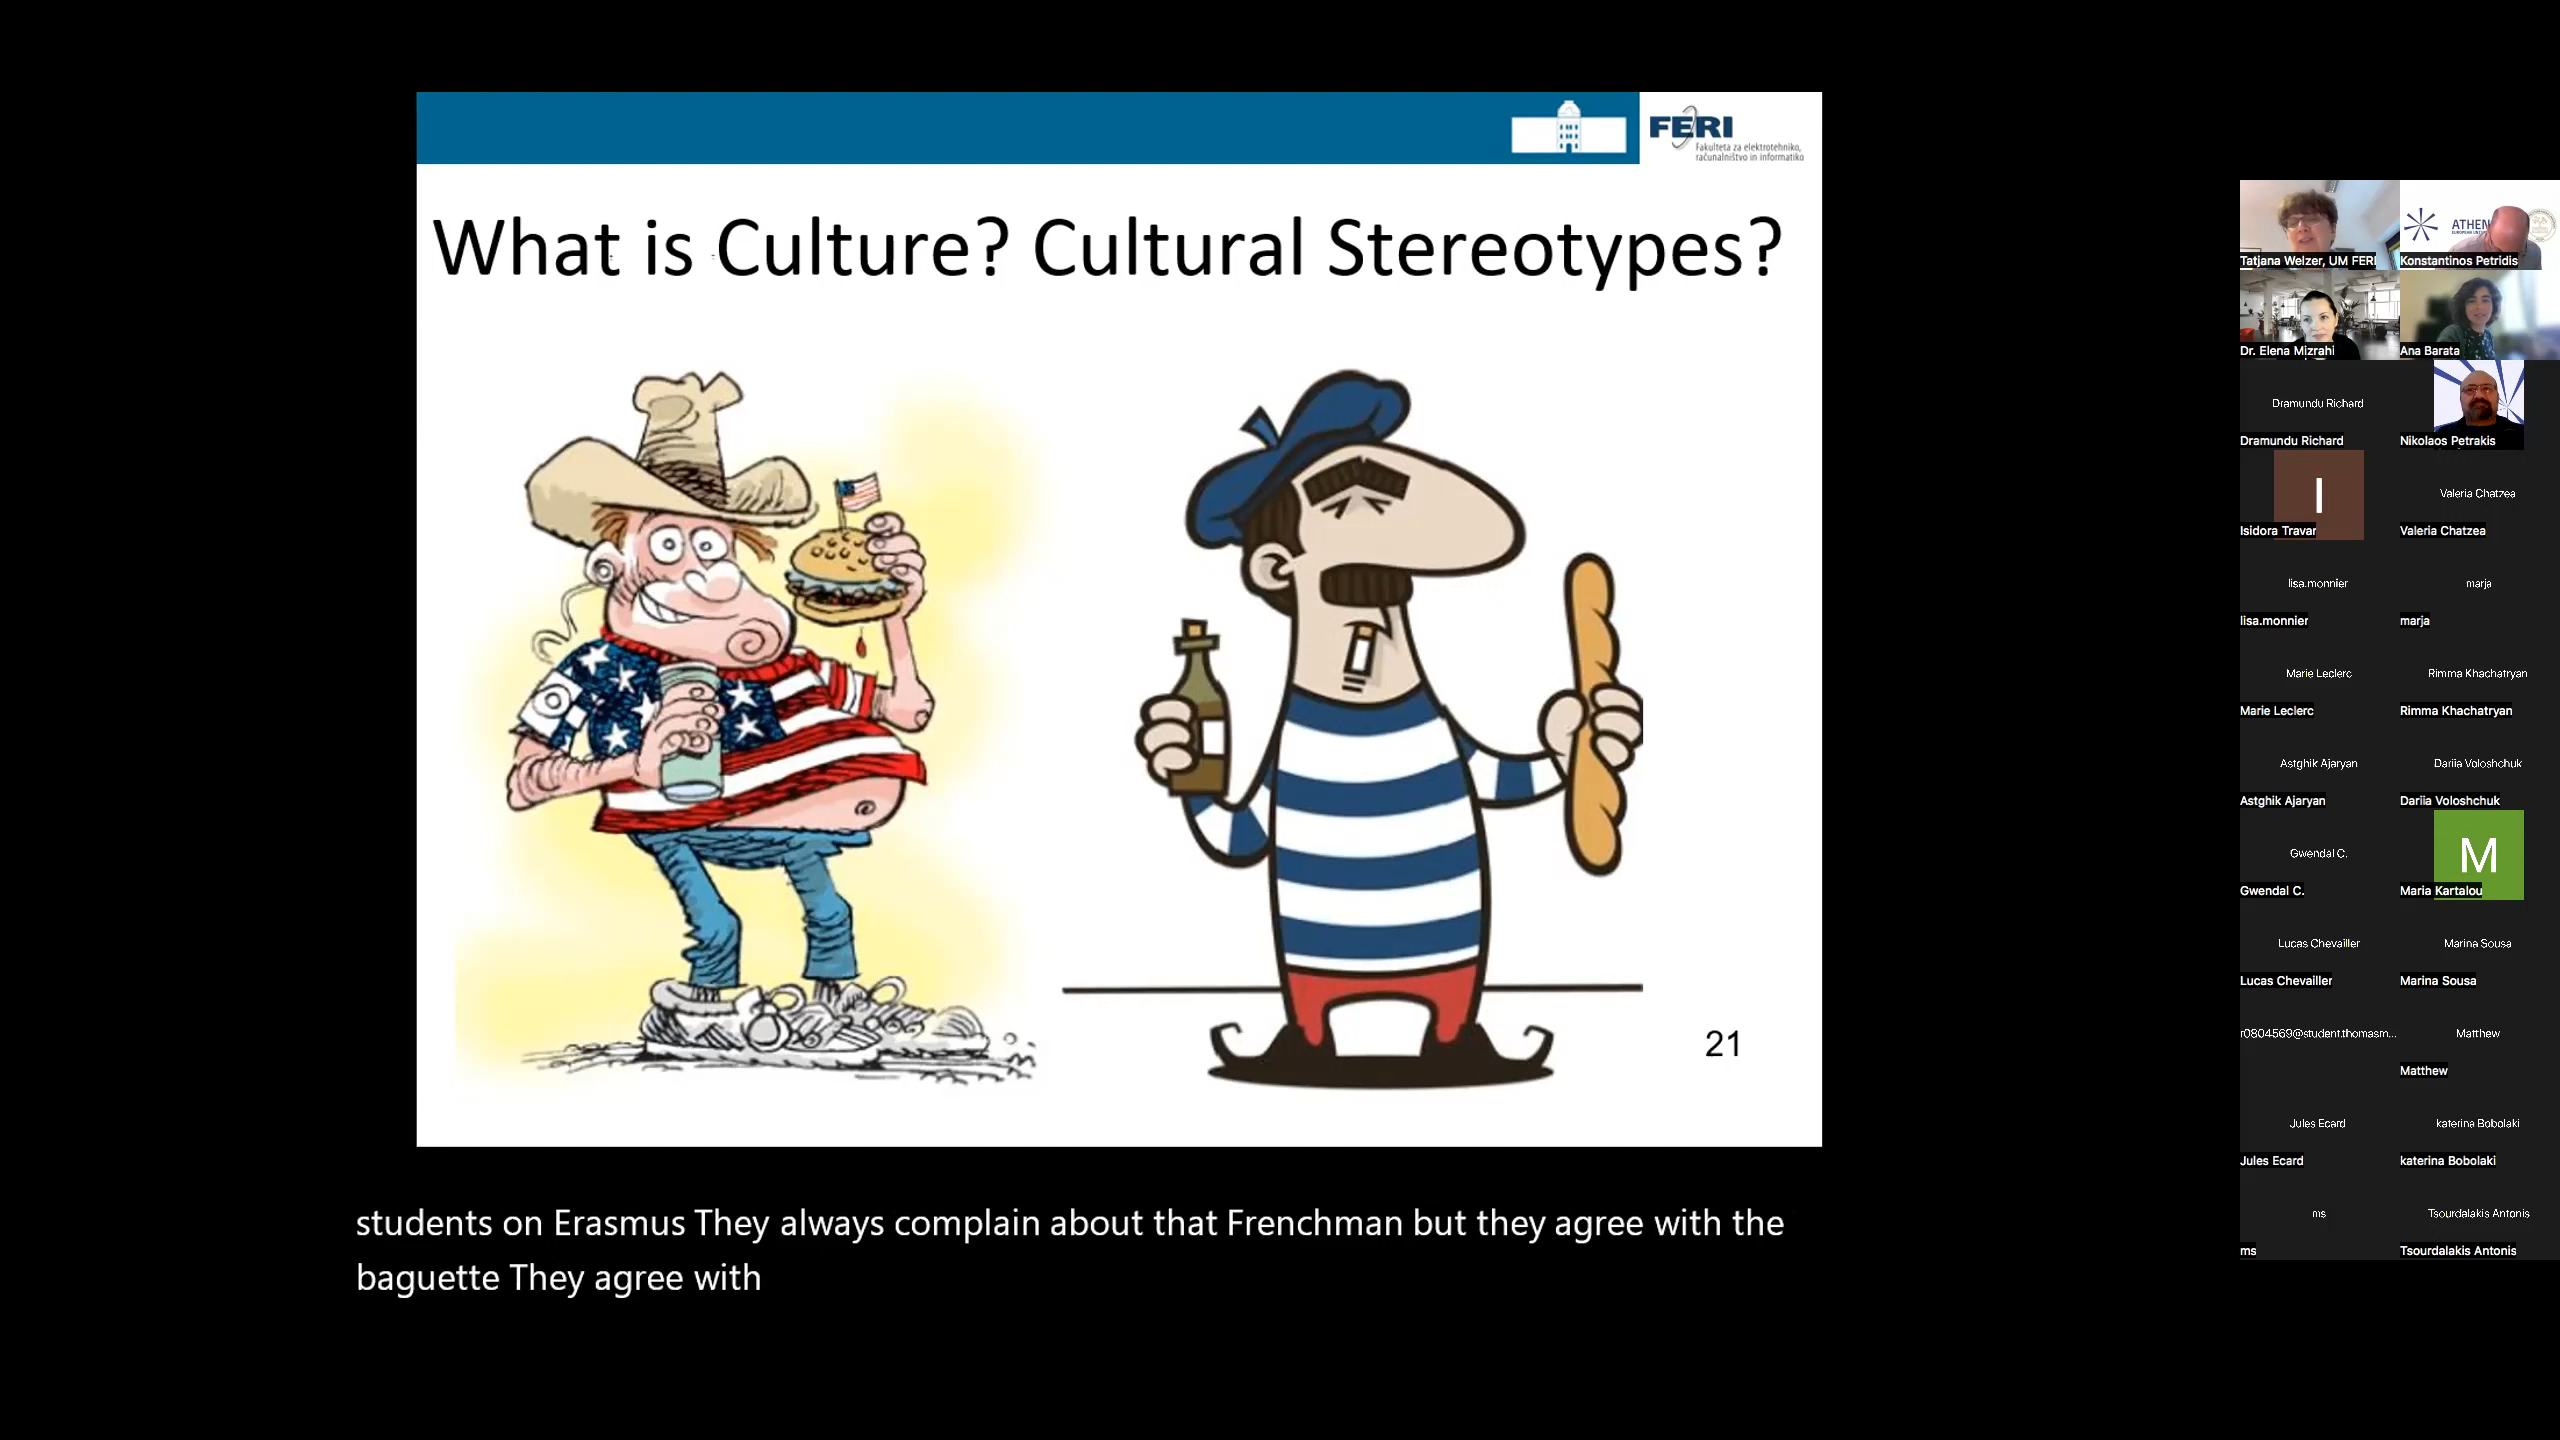 FERI
Fakulteta za elektrotehniko,
računalništvo in informatiko
What is Culture? Cultural Stereotypes?
21
students on Erasmus They always complain about that Frenchman but they agree with the
baguette They agree with
Tatjana Welzer, UM FERI
ATHEN
Konstantinos Petridis
Dr. Elena Mizrahi
Ana Barata
Dramundu Richard
Dramundu Richard
Nikolaos Petrakis
I
Isidora Travar
Valeria Chatzea
Valeria Chatzea
lisa.monnier
lisa.monnier
marja
marja
Marie Leclerc
Marie Leclerc
Rimma Khachatryan
Rimma Khachatryan
Astghik Ajaryan
Astghik Ajaryan
Dariia Voloshchuk
Dariia Voloshchuk
Gwendal C.
Gwendal C.
M
Maria Kartalou
Lucas Chevailler
Lucas Chevailler
Marina Sousa
Marina Sousa
r0804569@student.thomasm...
Matthew
Matthew
Jules Ecard
Jules Ecard
katerina Bobolaki
katerina Bobolaki
ms
ms
Tsourdalakis Antonis
Tsourdalakis Antonis